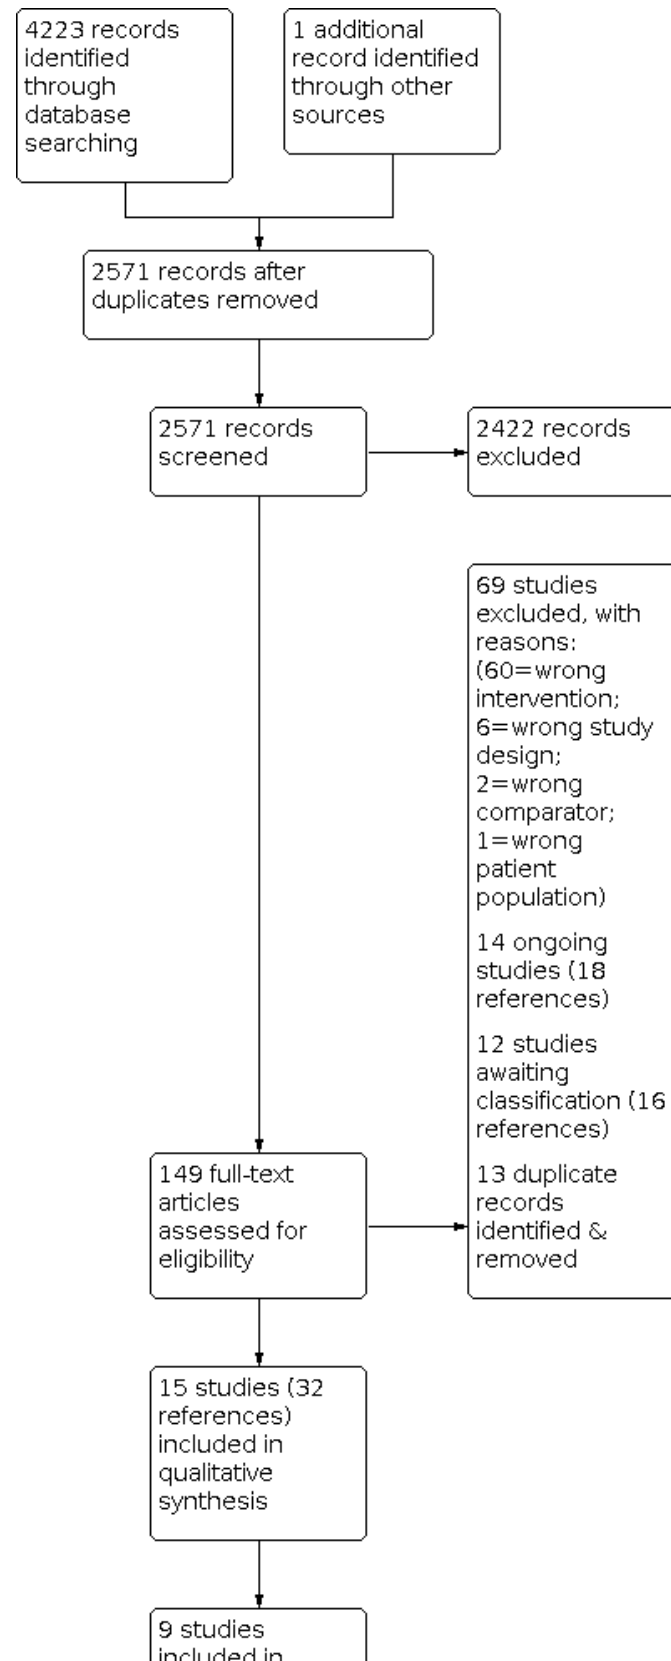 4223 records
identified
through
database
searching
1 additional
record identified
through other
sources
2571 records after
duplicates removed
2571 records
screened
2422 records
excluded
69 studies
excluded, with
reasons:
(60=wrong
intervention;
6=wrong study
design;
2=wrong
comparator;
1=wrong
patient
population)
14 ongoing
studies (18
references)
12 studies
awaiting
classification (16
references)
13 duplicate
records
identified &
removed
149 full-text
articles
assessed for
eligibility
15 studies (32
references)
included in
qualitative
synthesis
9 studies
included in